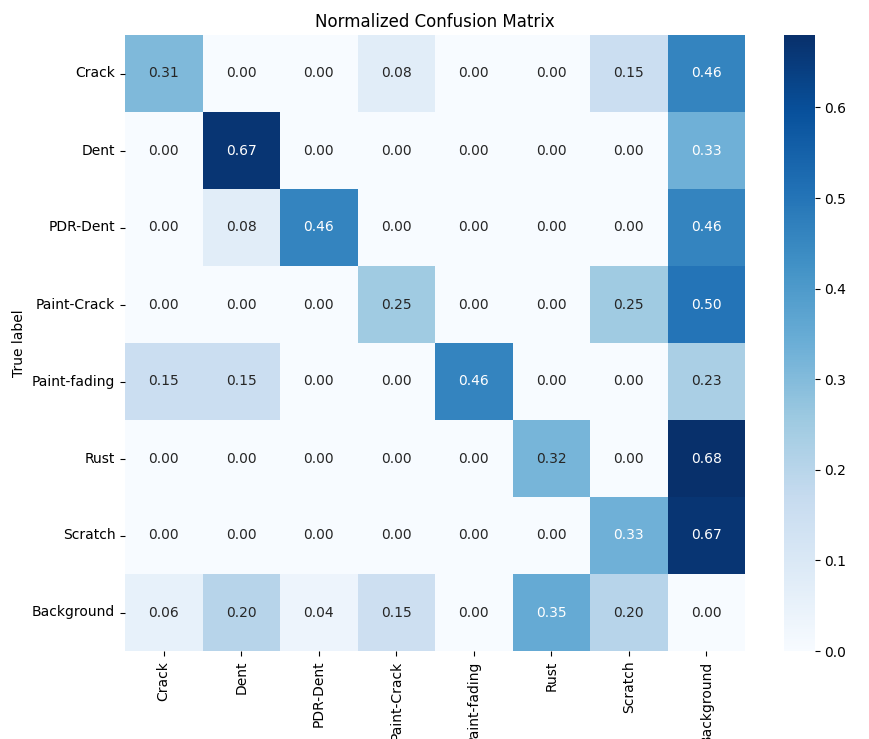 Normalized Confusion Matrix
Crack 0.31 0.00 0.00 0.08 0.00 0.00 0.15 0.46
Dent 0.00 0.67 0.00 0.00 0.00 0.00 0.00 0.33
PDR-Dent 0.00 0.08 0.46 0.00 0.00 0.00 0.00 0.46
Paint-Crack 0.00 0.00 0.00 0.25 0.00 0.00 0.25 0.50
Paint-fading 0.15 0.15 0.00 0.00 0.46 0.00 0.00 0.23
Rust 0.00 0.00 0.00 0.00 0.00 0.32 0.00 0.68
Scratch 0.00 0.00 0.00 0.00 0.00 0.00 0.33 0.67
Background 0.06 0.20 0.04 0.15 0.00 0.35 0.20 0.00
True label
Crack
Dent
PDR-Dent
Paint-Crack
aint-fading
Rust
Scratch
ackground
0.6
0.5
0.4
0.3
0.2
0.1
0.0